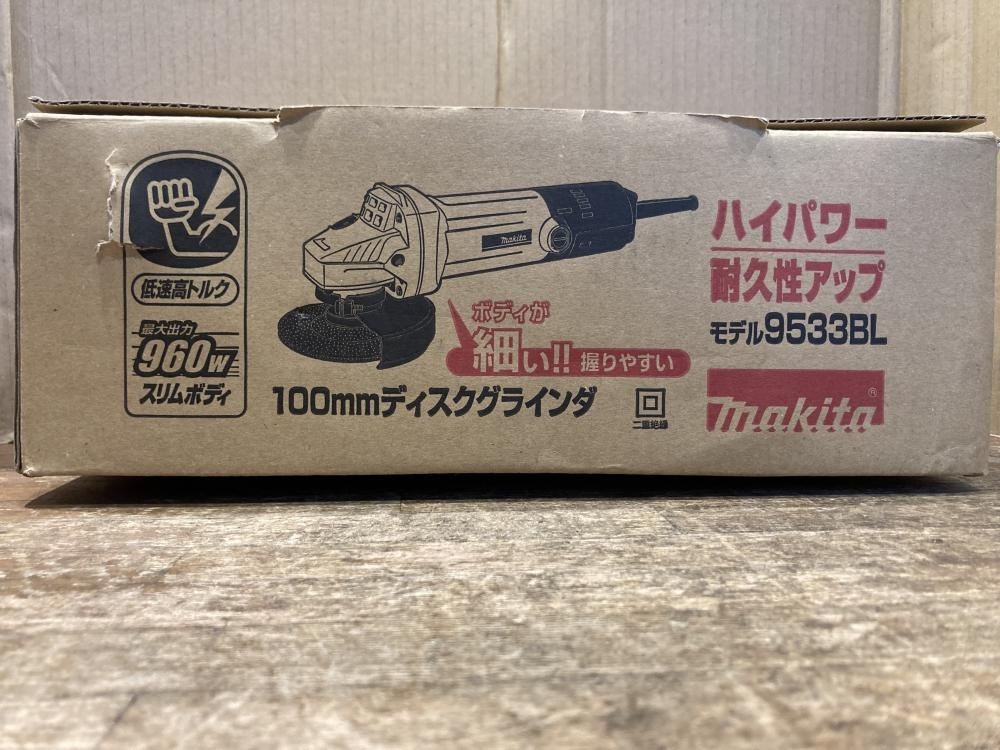 低速高トルク
最大出力
960W
スリムボディ
makita
ボディが
細い!! 握りやすい
100mmディスクグラインダ
二重絶縁
ハイパワー
耐久性アップ
モデル9533BL
makita®